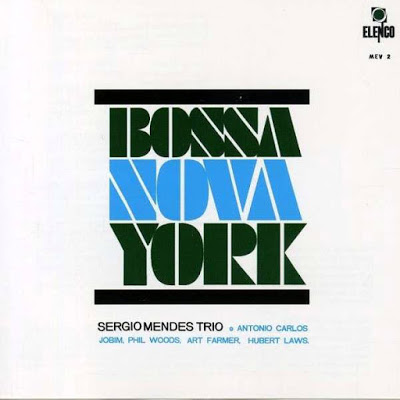 ELENCO
MEV 2
BOSSA
NOVA
YORK
SERGIO MENDES TRIO e ANTONIO CARLOS
JOBIM, PHIL WOODS, ART FARMER, HUBERT LAWS.